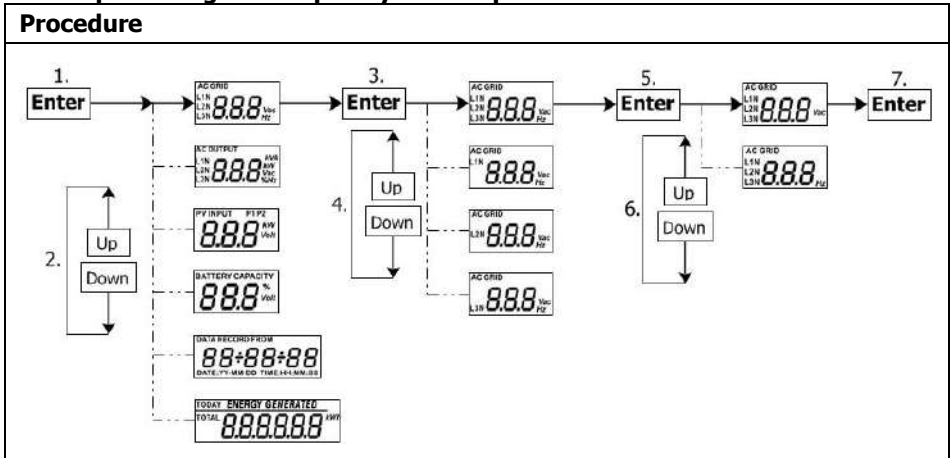 Procedure
1.
Enter
AC GRID
L1N
L2N
L3N
8.8.8
Vac
Hz
3.
Enter
AC GRID
L1N
L2N
L3N
8.8.8
Vac
Hz
5.
Enter
AC GRID
L1N
L2N
L3N
8.8.8
Vac
7.
Enter
2.
Up
Down
AC OUTPUT
L1N
L2N
L3N
8.8.8
kVA
kW
Vac
%Hz
PV INPUT P1P2
8.8.8
kW
Volt
BATTERY CAPACITY
8 8.8
%
Volt
DATA RECORD FROM
88÷88÷88
DATE:YY-MM-DD TIME:HH:MM:SS
TODAY ENERGY GENERATED
TOTAL 8.8.8.8.8.8 kWh
4.
Up
Down
AC GRID
L1N
8.8.8
Vac
Hz
AC GRID
L2N
8.8.8
Vac
Hz
AC GRID
L3N
8.8.8
Vac
Hz
6.
Up
Down
AC GRID
L1N
L2N
L3N
8.8.8
Hz